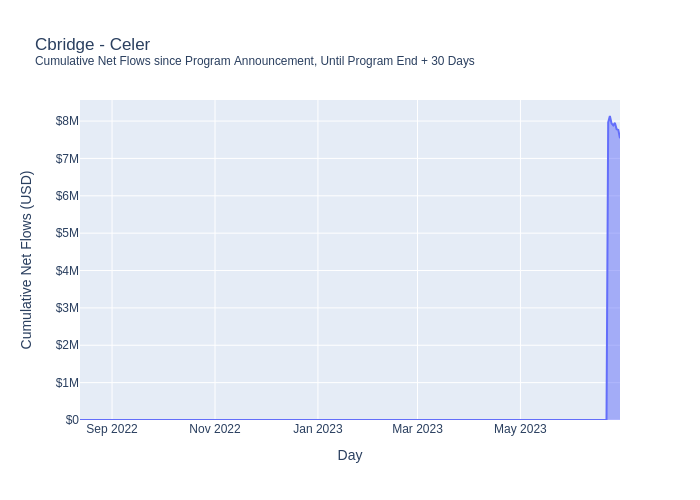 Cbridge - Celer
Cumulative Net Flows since Program Announcement, Until Program End + 30 Days
Cumulative Net Flows (USD)
$8M
$7M
$6M
$5M
$4M
$3M
$2M
$1M
$0
Sep 2022
Nov 2022
Jan 2023
Mar 2023
May 2023
Day